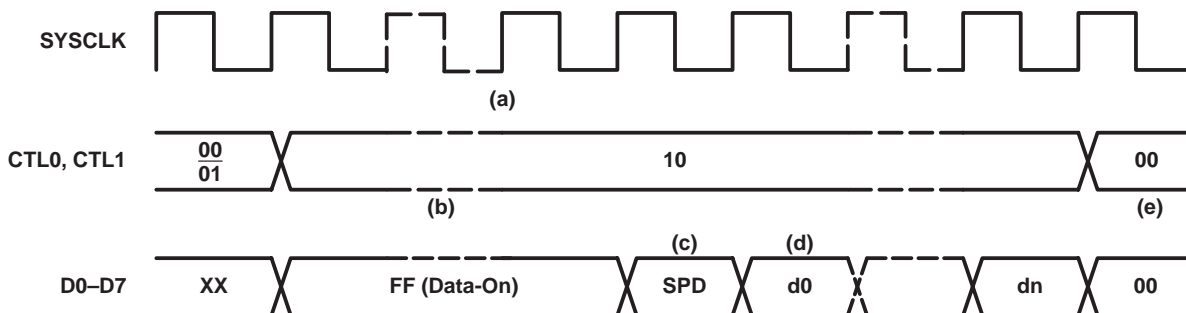 SYSCLK
(a)
CTL0, CTL1
00
01
10
00
(b)
(e)
(c)
(d)
D0–D7
XX
FF (Data-On)
SPD
d0
dn
00